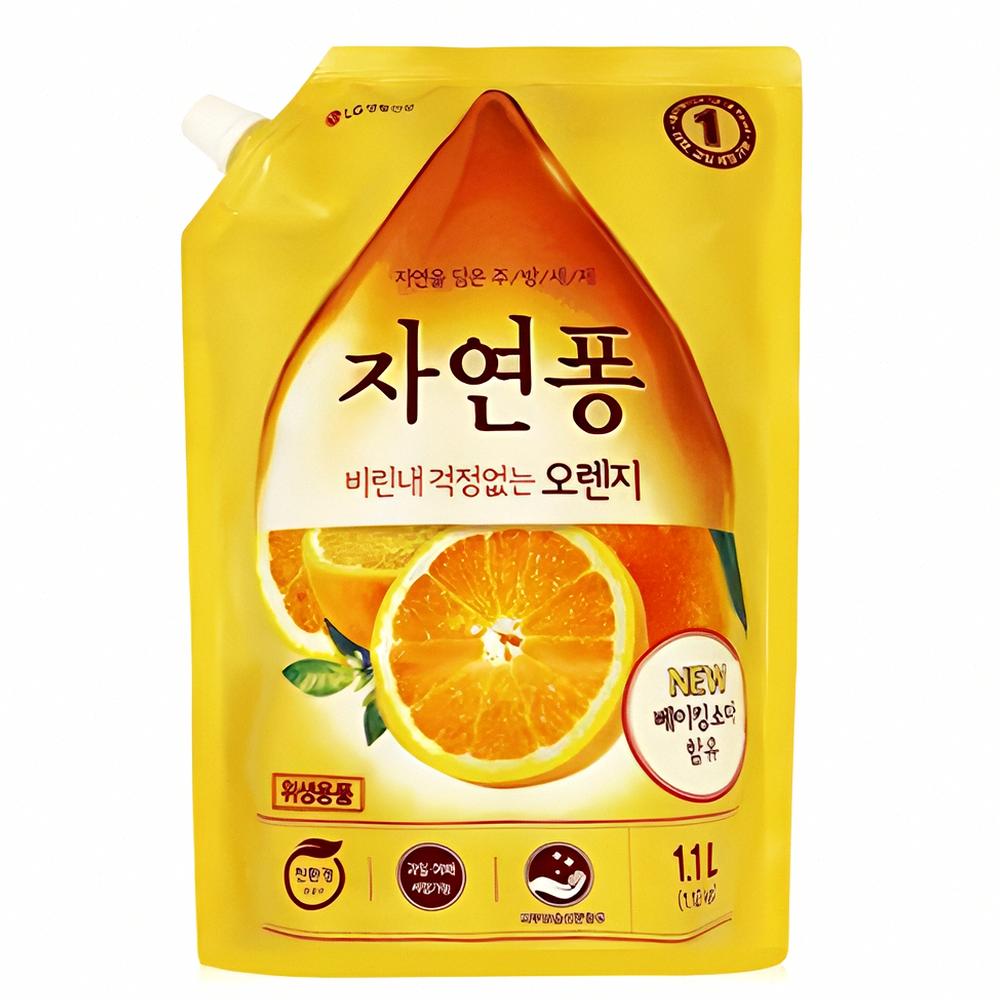 LG
1
자연을 담은 주/방/세/제
자연퐁
비린내 걱정없는 오렌지
NEW
베이킹소다
함유
위생용품
1.1L